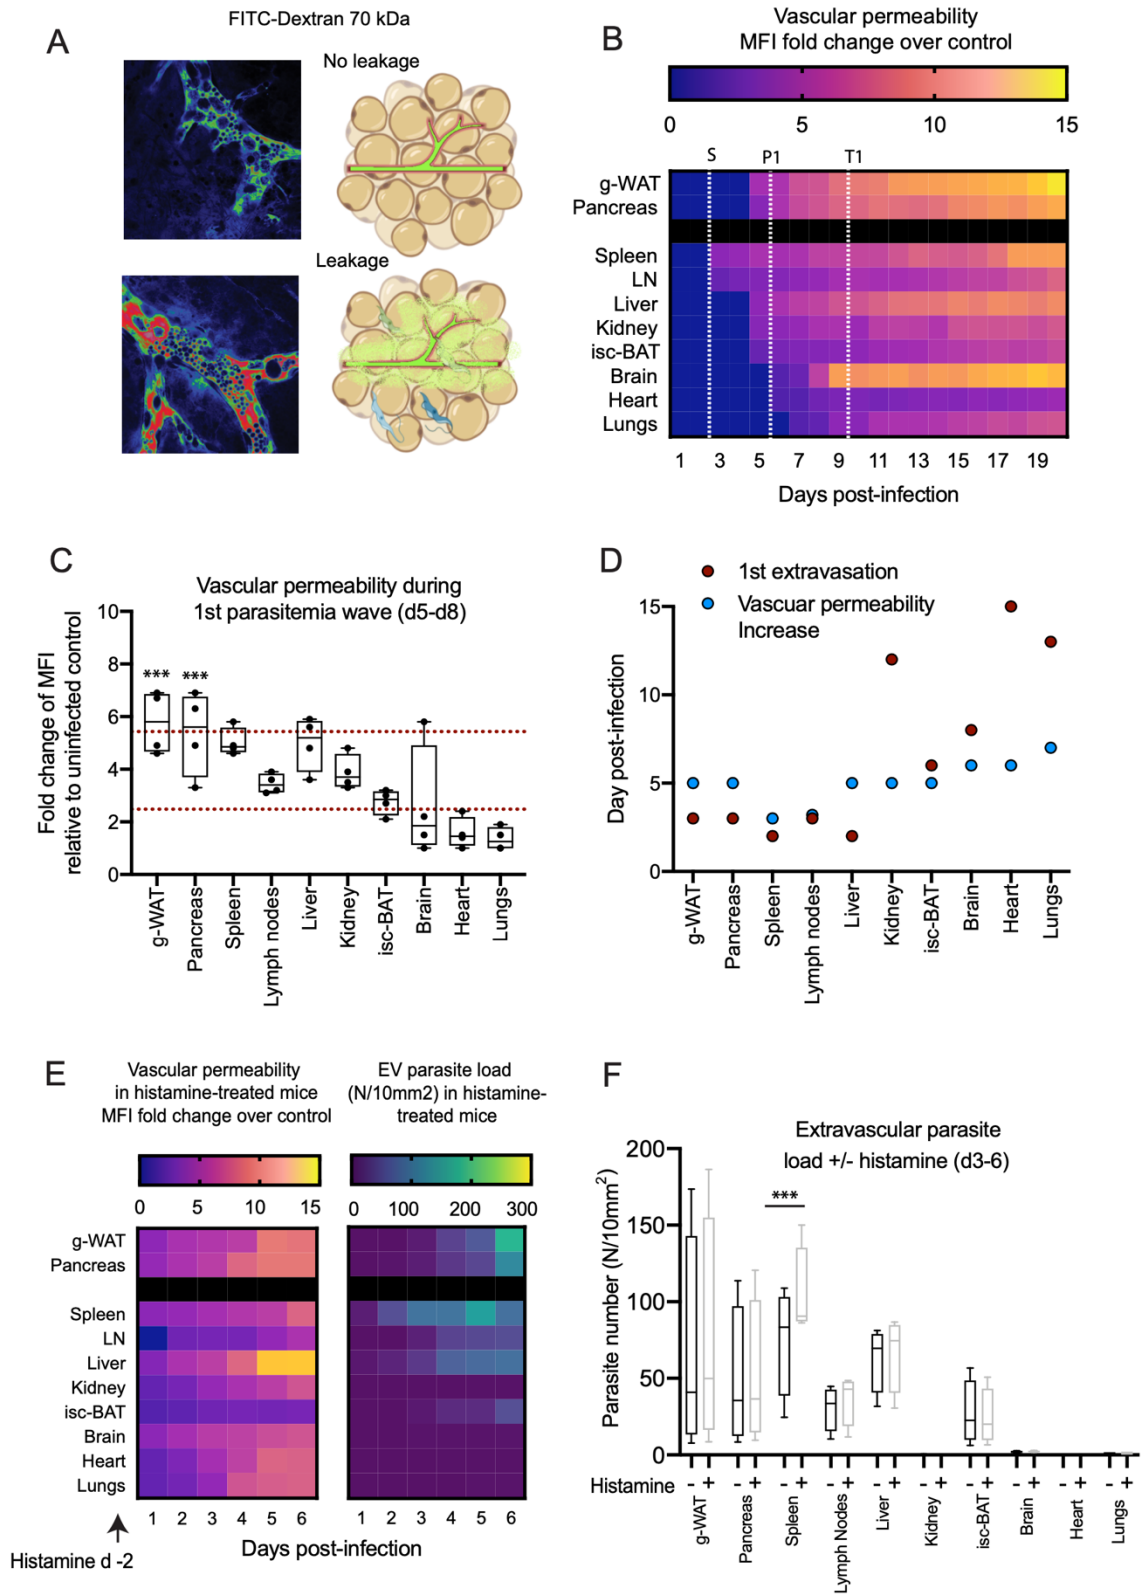 A
FITC-Dextran 70 kDa
No leakage
Leakage
B
Vascular permeability
MFI fold change over control
0 5 10 15
S P1 T1
g-WAT
Pancreas
Spleen
LN
Liver
Kidney
isc-BAT
Brain
Heart
Lungs
1 3 5 7 9 11 13 15 17 19
Days post-infection
C
Vascular permeability during
1st parasitemia wave (d5-d8)
Fold change of MFI
relative to uninfected control
10
8
6
4
2
0
*** ***
g-WAT
Pancreas
Spleen
Lymph nodes
Liver
Kidney
isc-BAT
Brain
Heart
Lungs
D
1st extravasation
Vascuar permeability
Increase
Day post-infection
15
10
5
0
g-WAT
Pancreas
Spleen
Lymph nodes
Liver
Kidney
isc-BAT
Brain
Heart
Lungs
E
Vascular permeability
in histamine-treated mice
MFI fold change over control
0 5 10 15
EV parasite load
(N/10mm2) in histamine-
treated mice
0 100 200 300
g-WAT
Pancreas
Spleen
LN
Liver
Kidney
isc-BAT
Brain
Heart
Lungs
1 2 3 4 5 6
1 2 3 4 5 6
Histamine d -2
Days post-infection
F
Extravascular parasite
load +/- histamine (d3-6)
Parasite number (N/10mm²)
200
150
100
50
0
***
Histamine - + - + - + - + - + - + - + - + - + - +
g-WAT
Pancreas
Spleen
Lymph Nodes
Liver
Kidney
isc-BAT
Brain
Heart
Lungs